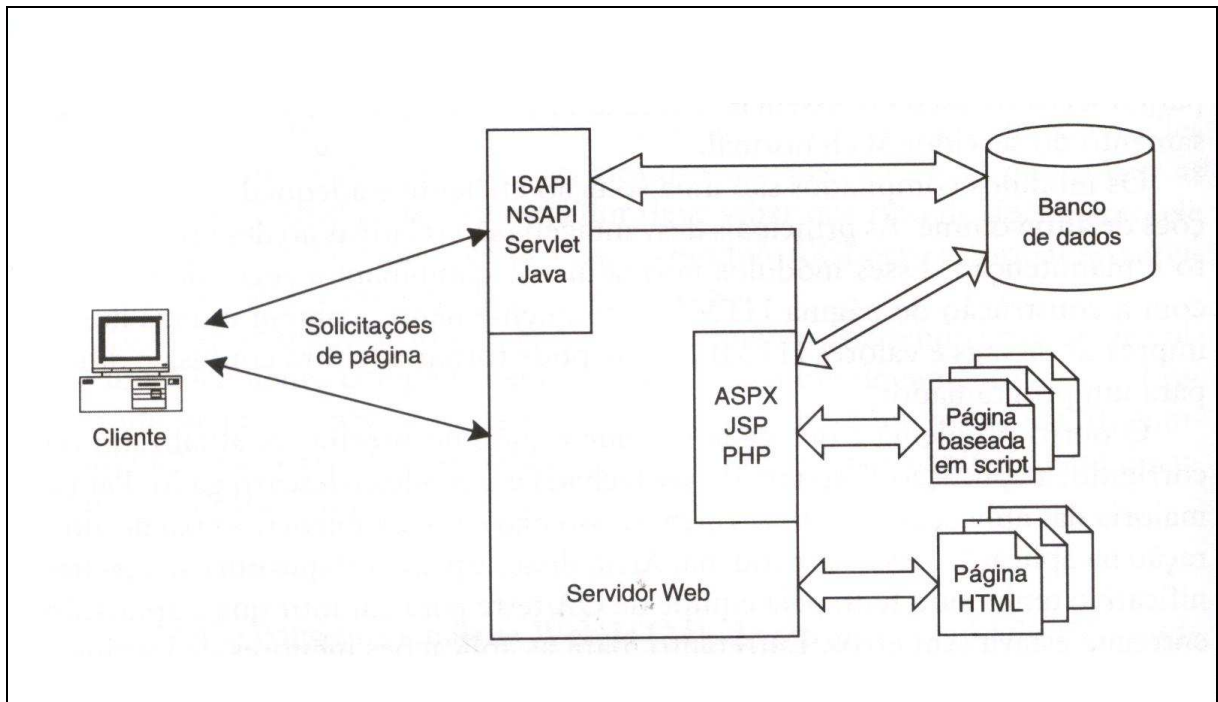 ISAPI
NSAPI
Servlet
Java
Banco
de dados
Solicitações
de página
Cliente
ASPX
JSP
PHP
Página
baseada
em script
Página
HTML
Servidor Web